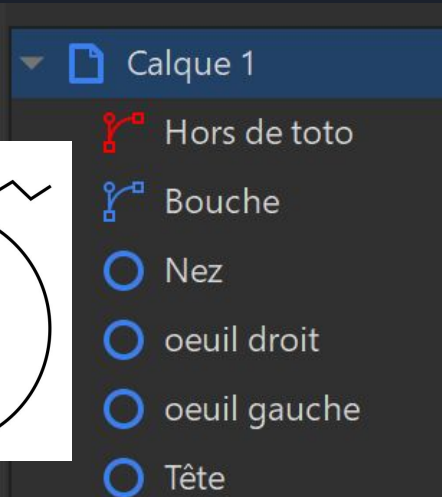 Calque 1
Hors de toto
Bouche
Nez
oeuil droit
oeuil gauche
Tête